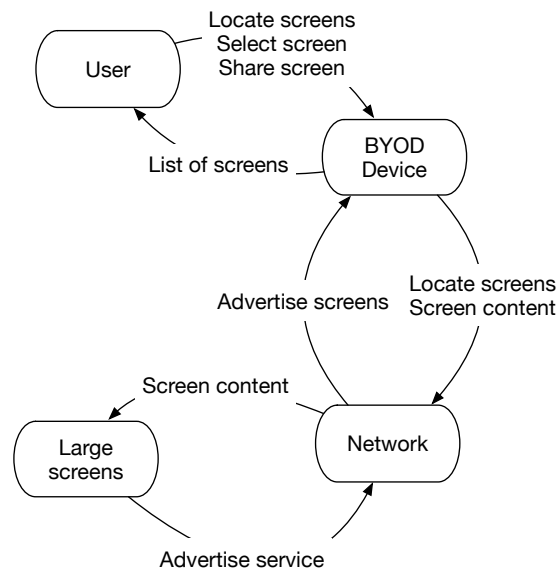 Locate screens
Select screen
Share screen
User
BYOD
Device
List of screens
Locate screens
Screen content
Advertise screens
Screen content
Network
Large
screens
Advertise service